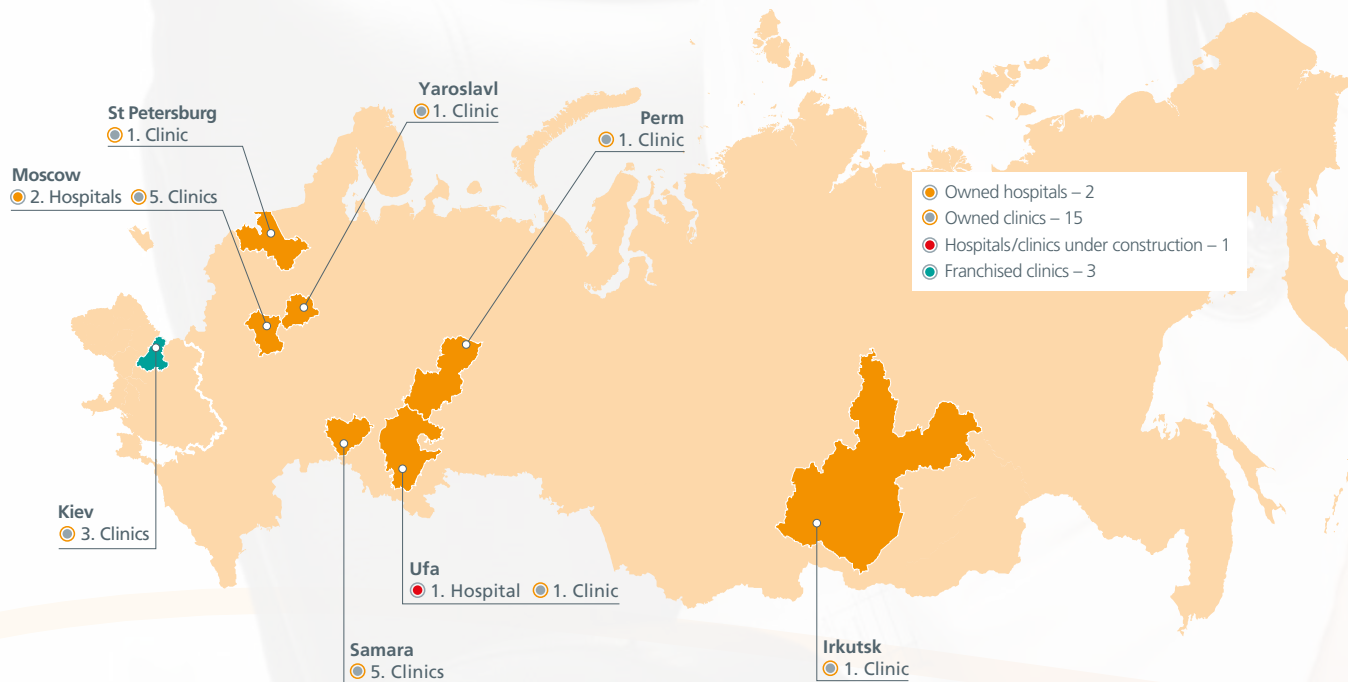 Yaroslavl
1. Clinic
St Petersburg
1. Clinic
Perm
1. Clinic
Moscow
2. Hospitals 5. Clinics
Owned hospitals – 2
Owned clinics – 15
Hospitals/clinics under construction – 1
Franchised clinics – 3
Kiev
3. Clinics
Ufa
1. Hospital 1. Clinic
Samara
5. Clinics
Irkutsk
1. Clinic